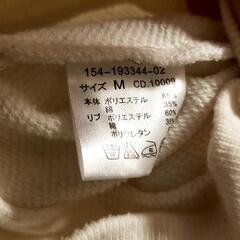 154-193344-02
サイズ M CD.10009
本体 ポリエステル 65%
綿 35%
リブ ポリエステル 60%
綿
ポリウレタン